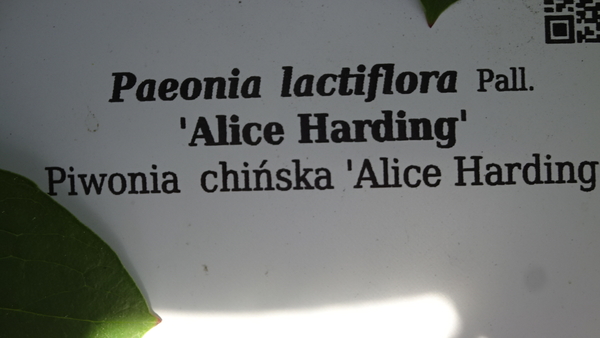 Paeonia lactiflora Pall.
'Alice Harding'
Piwonia chińska 'Alice Harding